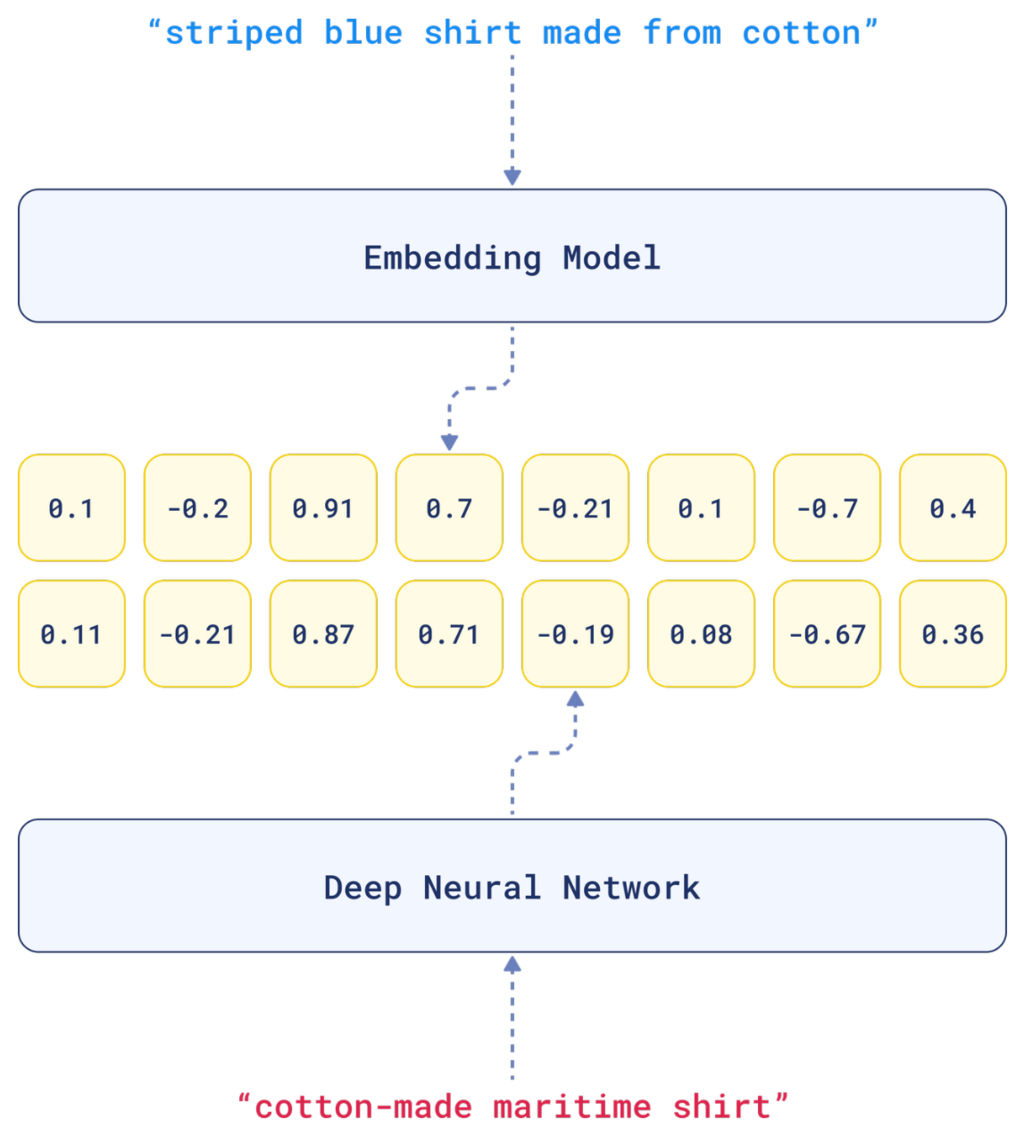 “striped blue shirt made from cotton”
Embedding Model
0.1 -0.2 0.91 0.7 -0.21 0.1 -0.7 0.4
0.11 -0.21 0.87 0.71 -0.19 0.08 -0.67 0.36
Deep Neural Network
“cotton-made maritime shirt”